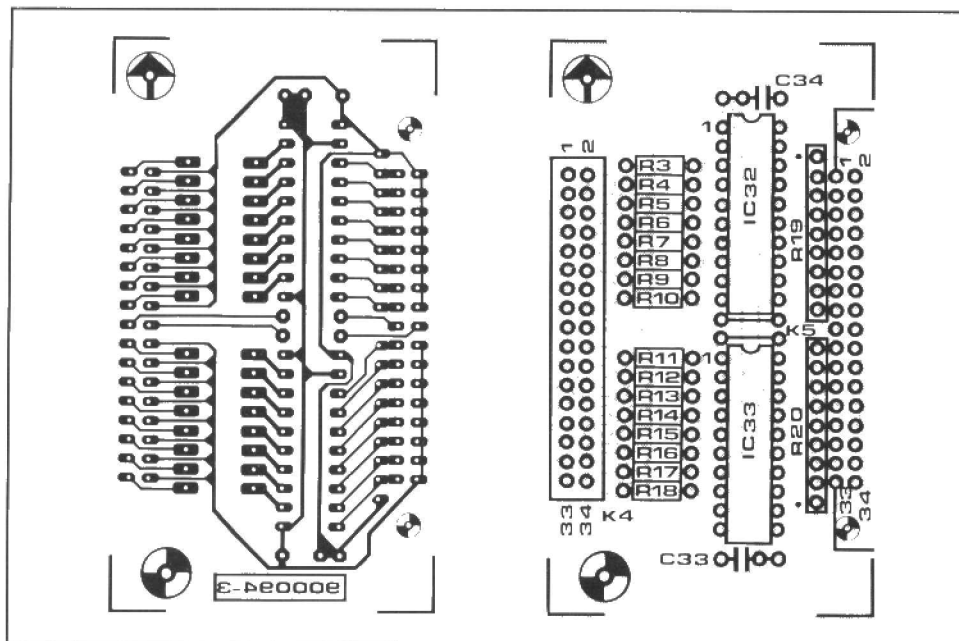 900094-3
C34
1
1 2
R3
R4
R5
R6
R7
R8
R9
R10
IC32
R19
1 2
K5
R11
R12
R13
R14
R15
R16
R17
R18
1
IC33
R20
33 34
K4
33 34
C33